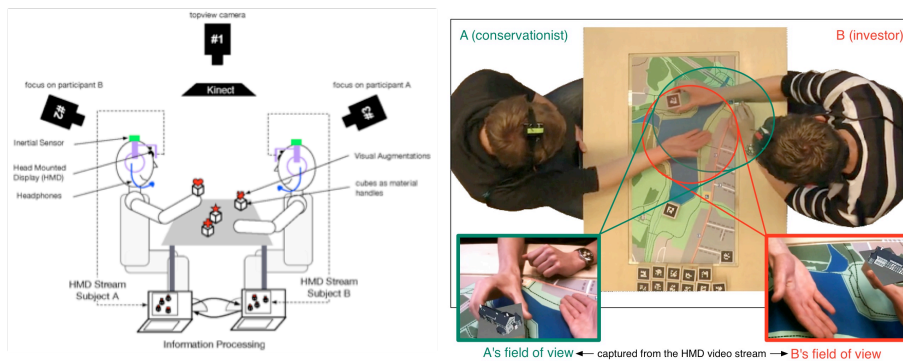 topview camera
#1
Kinect
focus on participant B
focus on participant A
#2
#3
Inertial Sensor
Head Mounted
Display (HMD)
Headphones
Visual Augmentations
cubes as material
handles
HMD Stream
Subject A
HMD Stream
Subject B
Information Processing
A (conservationist)
B (investor)
A's field of view
captured from the HMD video stream
B's field of view